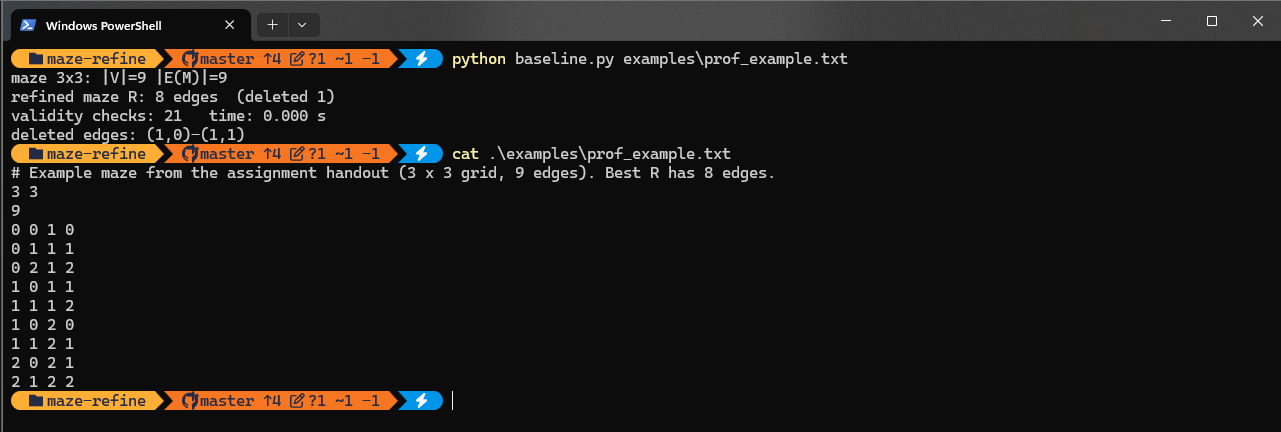 Windows PowerShell
maze-refine master ↑4 ?1 ~1 -1 python baseline.py examples\prof_example.txt
maze 3x3: |V|=9 |E(M)|=9
refined maze R: 8 edges  (deleted 1)
validity checks: 21   time: 0.000 s
deleted edges: (1,0)-(1,1)
maze-refine master ↑4 ?1 ~1 -1 cat .\examples\prof_example.txt
# Example maze from the assignment handout (3 x 3 grid, 9 edges). Best R has 8 edges.
3 3
9
0 0 1 0
0 1 1 1
0 2 1 2
1 0 1 1
1 1 1 2
1 0 2 0
1 1 2 1
2 0 2 1
2 1 2 2
maze-refine master ↑4 ?1 ~1 -1